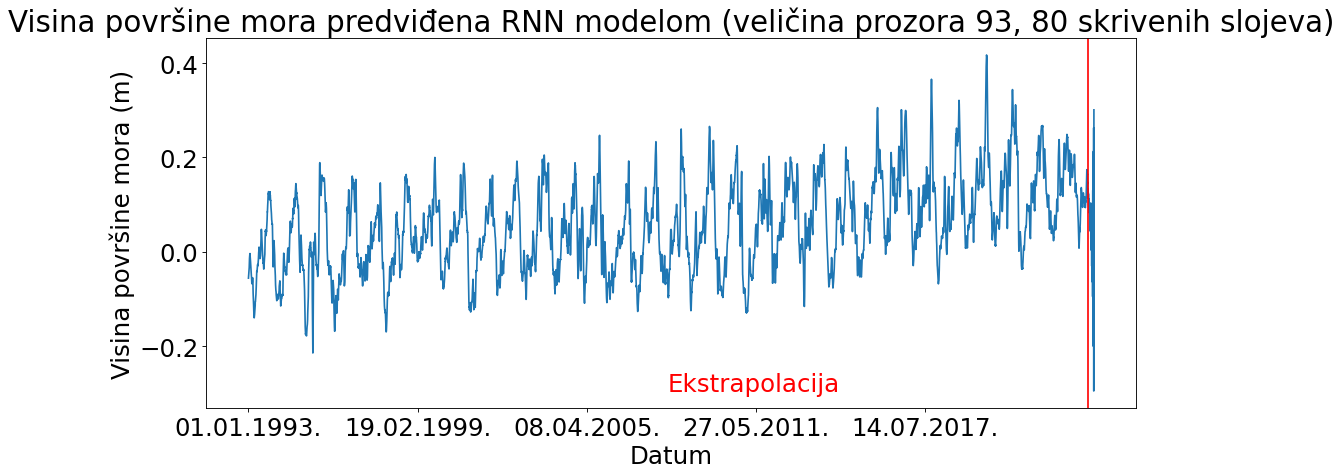 Visina površine mora predviđena RNN modelom (veličina prozora 93, 80 skrivenih slojeva)
Visina površine mora (m)
0.4
0.2
0.0
−0.2
Ekstrapolacija
01.01.1993. 19.02.1999. 08.04.2005. 27.05.2011. 14.07.2017.
Datum